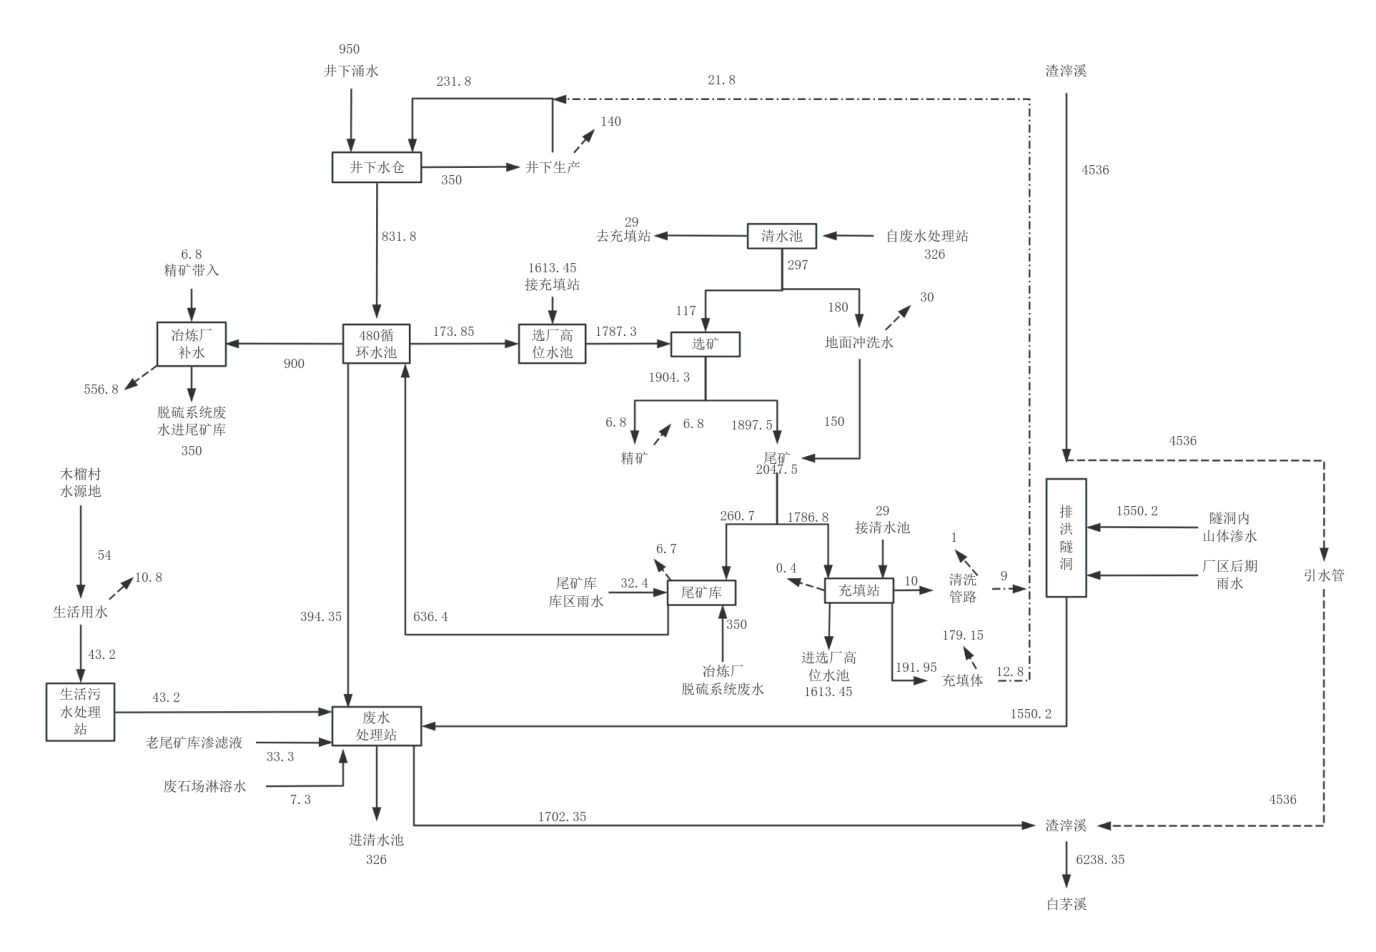 950
井下涌水
231.8
21.8
渣滓溪
140
井下水仓
350
井下生产
4536
831.8
29
去充填站
清水池
自废水处理站
326
297
6.8
精矿带入
1613.45
接充填站
117
180
30
冶炼厂
补水
900
480循
环水池
173.85
选厂高
位水池
1787.3
选矿
地面冲洗水
556.8
脱硫系统废
水进尾矿库
350
1904.3
6.8
精矿
6.8
1897.5
尾矿
2047.5
150
4536
木榴村
水源地
54
生活用水
10.8
43.2
260.7
1786.8
29
接清水池
6.7
尾矿库
库区雨水
32.4
尾矿库
0.4
充填站
10
1
清洗
管路
9
排
洪
隧
洞
1550.2
隧洞内
山体渗水
厂区后期
雨水
引水管
394.35
636.4
350
冶炼厂
脱硫系统废水
进选厂高
位水池
1613.45
191.95
179.15
充填体
12.8
生活污
水处理
站
43.2
废水
处理站
1550.2
老尾矿库渗滤液
33.3
废石场淋溶水
7.3
进清水池
326
1702.35
渣滓溪
4536
6238.35
白茅溪